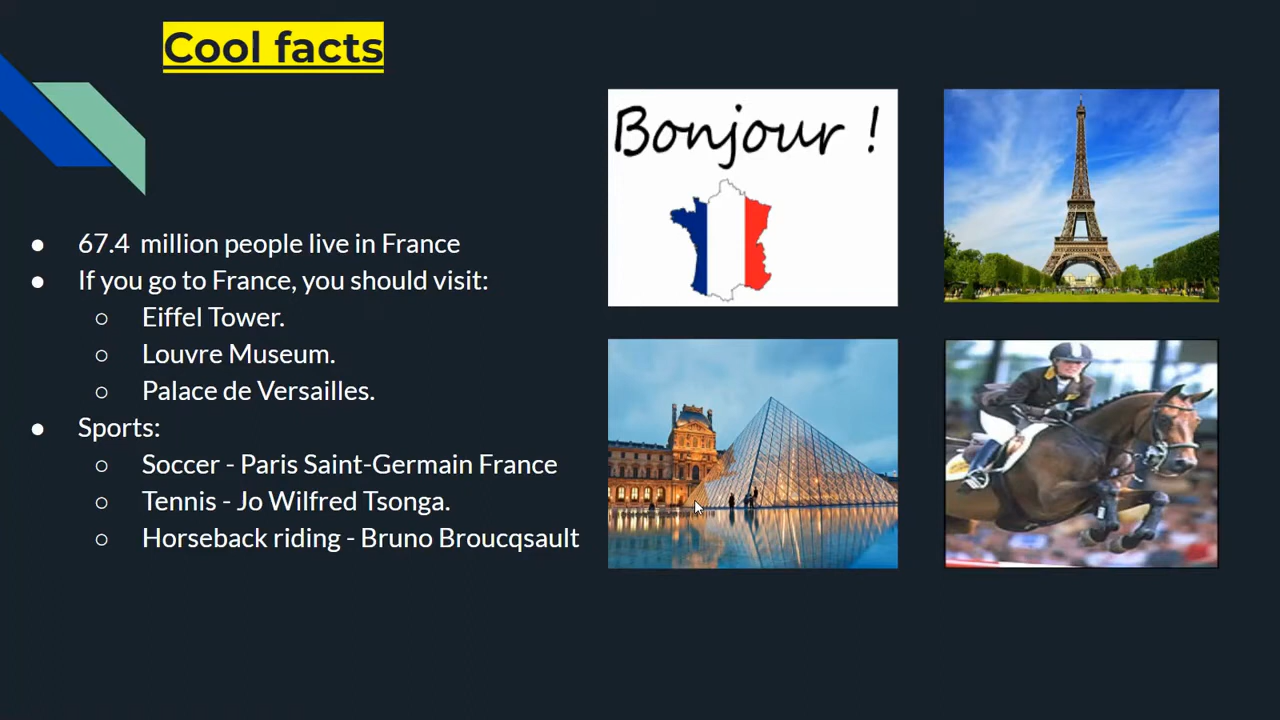 Cool facts
67.4 million people live in France
If you go to France, you should visit:
Eiffel Tower.
Louvre Museum.
Palace de Versailles.
Sports:
Soccer - Paris Saint-Germain France
Tennis - Jo Wilfred Tsonga.
Horseback riding - Bruno Broucqsault
Bonjour !